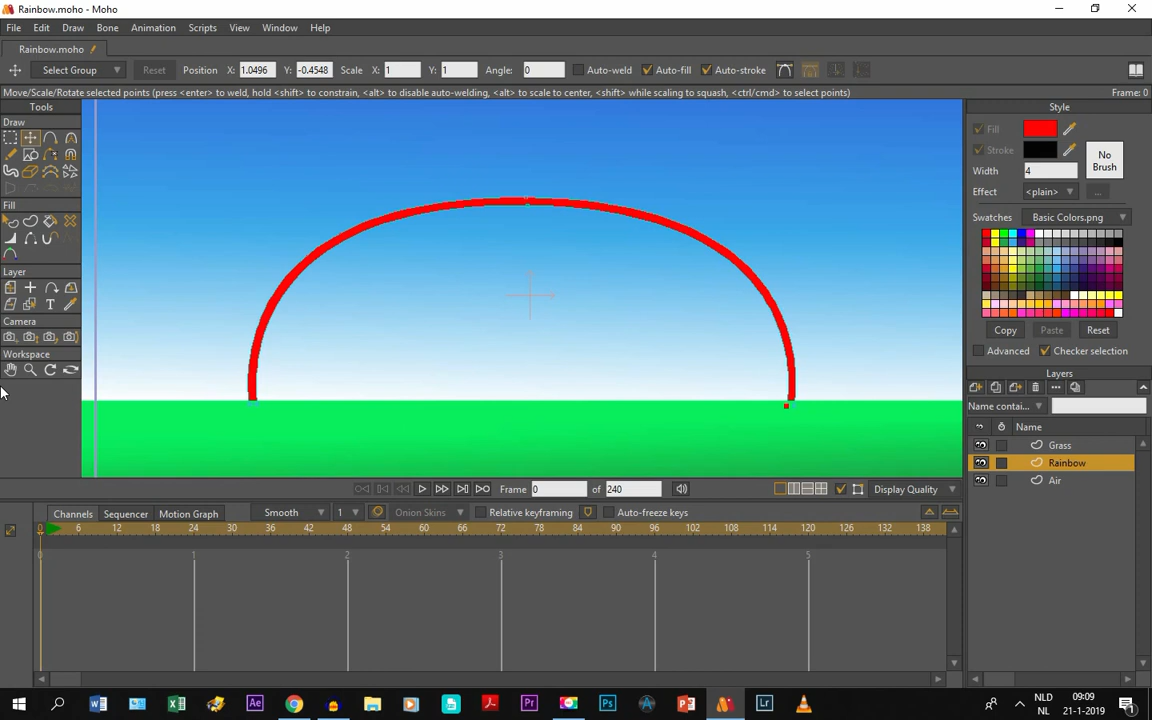 Rainbow.moho - Moho
File Edit Draw Bone Animation Scripts View Window Help
Rainbow.moho
Select Group Reset Position X: 1.0496 Y: -0.4548 Scale X: 1 Y: 1 Angle: 0 Auto-weld Auto-fill Auto-stroke
Move/Scale/Rotate selected points (press <enter> to weld, hold <shift> to constrain, <alt> to disable auto-welding, <alt> to scale to center, <shift> while scaling to squash, <ctrl/cmd> to select points) Frame: 0
Tools
Draw
Fill
Layer
Camera
Workspace
Style
Fill
Stroke
No Brush
Width 4
Effect <plain> ...
Swatches Basic Colors.png
Copy Paste Reset
Advanced Checker selection
Layers
Name contai...
Name
Grass
Rainbow
Air
Frame 0 of 240 Display Quality
Channels Sequencer Motion Graph Smooth 1 Onion Skins Relative keyframing Auto-freeze keys
0 6 12 18 24 30 36 42 48 54 60 66 72 78 84 90 96 102 108 114 120 126 132 138
0 1 2 3 4 5
NLD 09:09
NL 21-1-2019